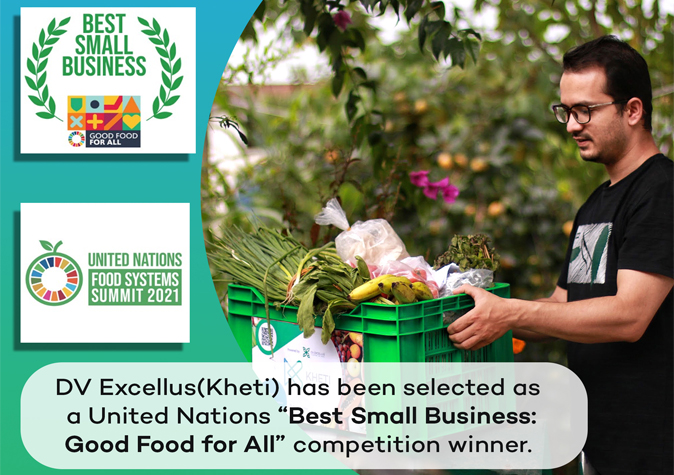 BEST
SMALL
BUSINESS
GOOD FOOD
FOR ALL
UNITED NATIONS
FOOD SYSTEMS
SUMMIT 2021
KHETI
DV Excellus(Kheti) has been selected as
a United Nations “Best Small Business:
Good Food for All” competition winner.